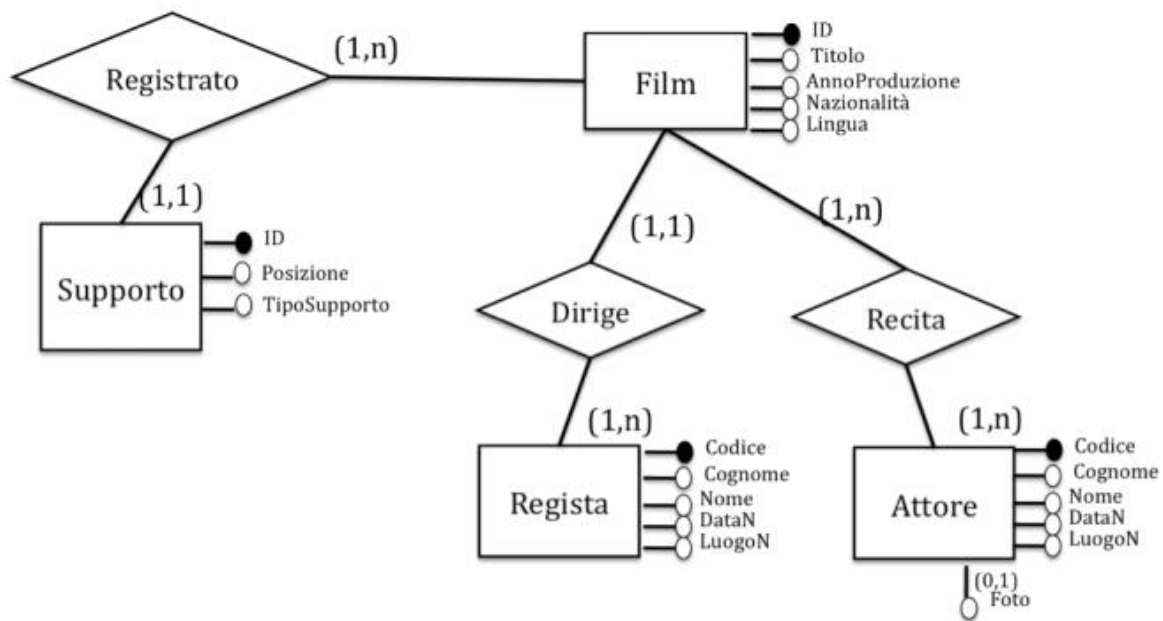 Registrato
(1,n)
Film
ID
Titolo
AnnoProduzione
Nazionalità
Lingua
(1,1)
Supporto
ID
Posizione
TipoSupporto
(1,1)
(1,n)
Dirige
Recita
(1,n)
Regista
Codice
Cognome
Nome
DataN
LuogoN
(1,n)
Attore
Codice
Cognome
Nome
DataN
LuogoN
(0,1)
Foto